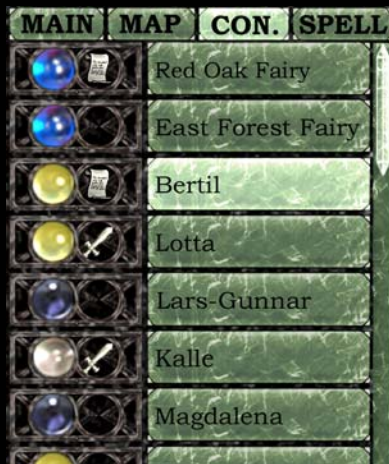 MAIN MAP CON. SPELL
Red Oak Fairy
East Forest Fairy
Bertil
Lotta
Lars-Gunnar
Kalle
Magdalena